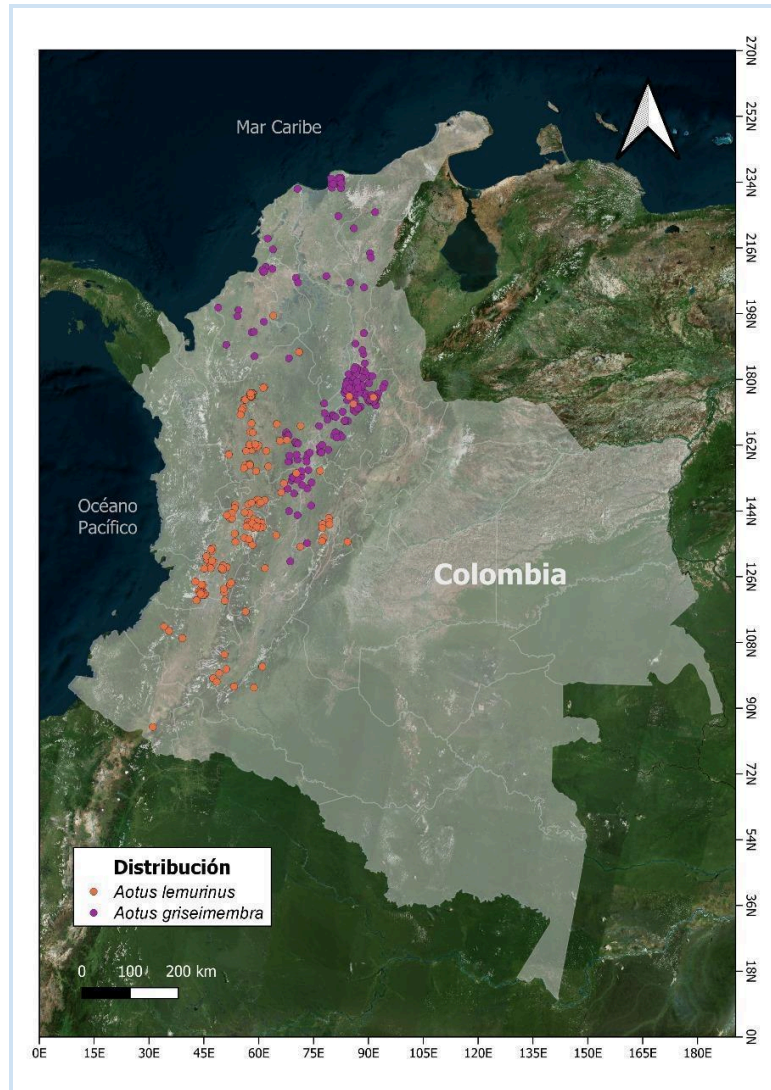 270N
252N
234N
216N
198N
180N
162N
144N
126N
108N
90N
72N
54N
36N
18N
0N
Mar Caribe
Océano
Pacífico
Colombia
Distribución
Aotus lemurinus
Aotus griseimembra
0 100 200 km
0E 15E 30E 45E 60E 75E 90E 105E 120E 135E 150E 165E 180E